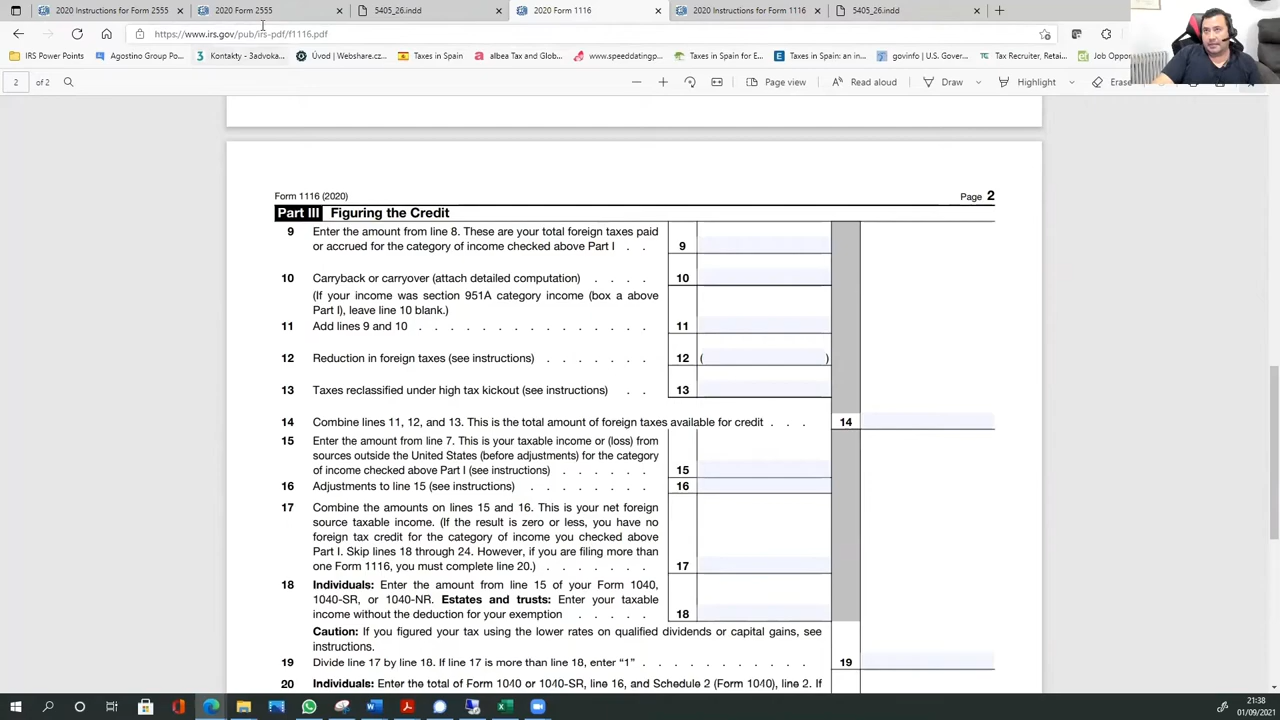 2020 Instructions for Form 2555
2020 Form 2555
5405_26.indd
2020 Form 1116
2020 Instructions for Form 1116
5405_26.indd
https://www.irs.gov/pub/irs-pdf/f1116.pdf
IRS Power Points
Agostino Group Po...
Kontakty - 3advoka...
Úvod | Webshare.cz...
Taxes in Spain
albea Tax and Glob...
www.speeddatingp...
Taxes in Spain for E...
Taxes in Spain: an i...
govinfo | U.S. Gover...
Tax Recruiter, Retai...
Job Oppor
2 of 2
Page view
Read aloud
Draw
Highlight
Erase
Form 1116 (2020)
Page 2
Part III Figuring the Credit
9 Enter the amount from line 8. These are your total foreign taxes paid
or accrued for the category of income checked above Part I . . 9
10 Carryback or carryover (attach detailed computation) . . . . 10
(If your income was section 951A category income (box a above
Part I), leave line 10 blank.)
11 Add lines 9 and 10 . . . . . . . . . . . . . . 11
12 Reduction in foreign taxes (see instructions) . . . . . . 12 ( )
13 Taxes reclassified under high tax kickout (see instructions) . . 13
14 Combine lines 11, 12, and 13. This is the total amount of foreign taxes available for credit . . . 14
15 Enter the amount from line 7. This is your taxable income or (loss) from
sources outside the United States (before adjustments) for the category
of income checked above Part I (see instructions) . . . . . 15
16 Adjustments to line 15 (see instructions) . . . . . . . . 16
17 Combine the amounts on lines 15 and 16. This is your net foreign
source taxable income. (If the result is zero or less, you have no
foreign tax credit for the category of income you checked above
Part I. Skip lines 18 through 24. However, if you are filing more than
one Form 1116, you must complete line 20.) . . . . . . . 17
18 Individuals: Enter the amount from line 15 of your Form 1040,
1040-SR, or 1040-NR. Estates and trusts: Enter your taxable
income without the deduction for your exemption . . . . . 18
Caution: If you figured your tax using the lower rates on qualified dividends or capital gains, see
instructions.
19 Divide line 17 by line 18. If line 17 is more than line 18, enter “1” . . . . . . . . . . . 19
20 Individuals: Enter the total of Form 1040 or 1040-SR, line 16, and Schedule 2 (Form 1040), line 2. If
21:38
01/09/2021